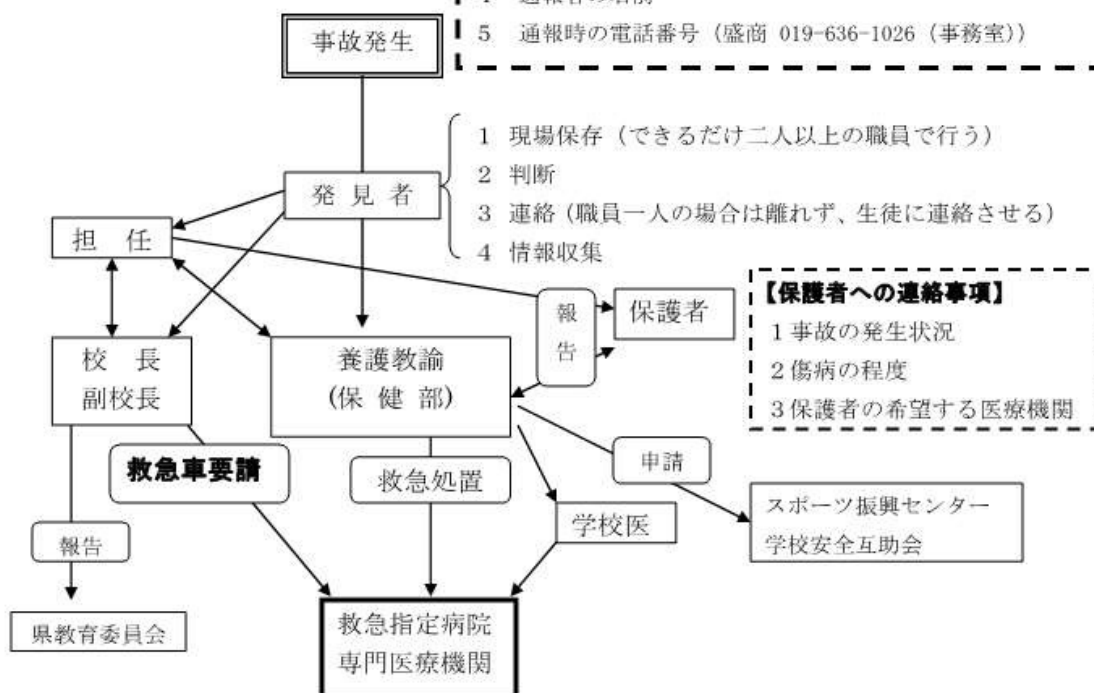 5 通報時の電話番号（盛商 019-636-1026（事務室））
事故発生
1 現場保存（できるだけ二人以上の職員で行う）
2 判断
3 連絡（職員一人の場合は離れず、生徒に連絡させる）
4 情報収集
発 見 者
担 任
【保護者への連絡事項】
1 事故の発生状況
2 傷病の程度
3 保護者の希望する医療機関
報告
保護者
校 長
副校長
養護教諭
(保 健 部)
救急車要請
救急処置
申請
スポーツ振興センター
学校安全互助会
学校医
報告
県教育委員会
救急指定病院
専門医療機関